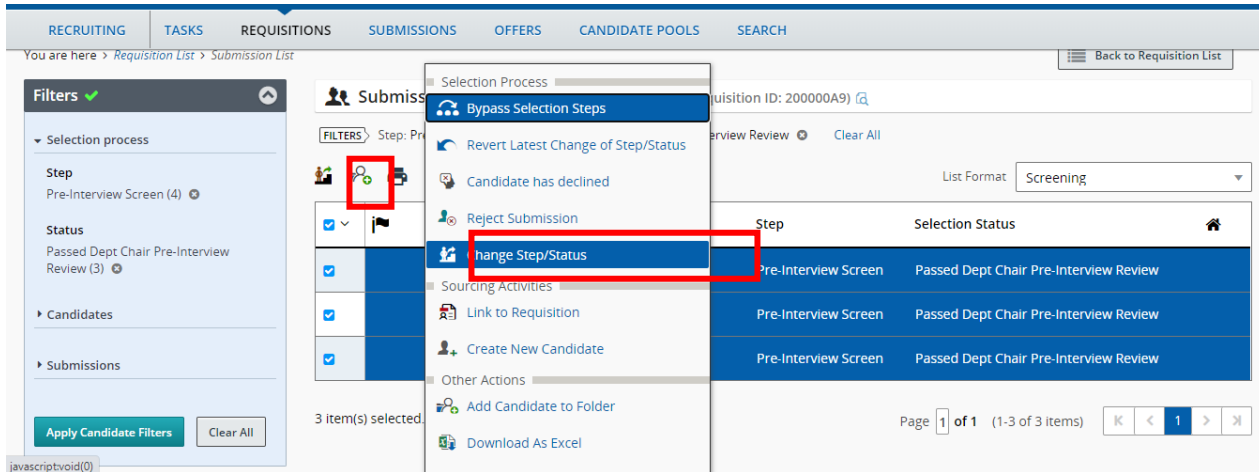 RECRUITING TASKS REQUISITIONS SUBMISSIONS OFFERS CANDIDATE POOLS SEARCH
You are here > Requisition List > Submission List
Back to Requisition List
Filters
Selection process
Step
Pre-Interview Screen (4)
Status
Passed Dept Chair Pre-Interview
Review (3)
Candidates
Submissions
Apply Candidate Filters Clear All
javascript:void(0)
Submiss
quisition ID: 200000A9)
FILTERS Step: Pr
erview Review Clear All
List Format Screening
Step Selection Status
Pre-Interview Screen Passed Dept Chair Pre-Interview Review
Pre-Interview Screen Passed Dept Chair Pre-Interview Review
Pre-Interview Screen Passed Dept Chair Pre-Interview Review
3 item(s) selected.
Page 1 of 1 (1-3 of 3 items) K < 1 > X
Selection Process
Bypass Selection Steps
Revert Latest Change of Step/Status
Candidate has declined
Reject Submission
Change Step/Status
Sourcing Activities
Link to Requisition
Create New Candidate
Other Actions
Add Candidate to Folder
Download As Excel